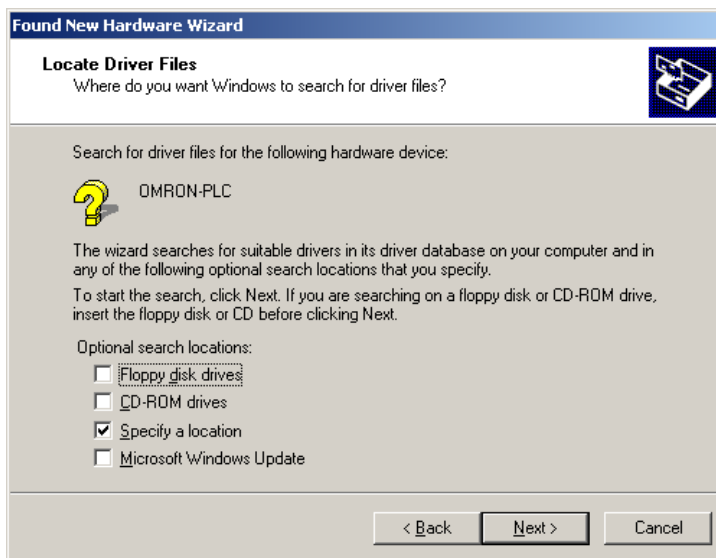 Found New Hardware Wizard
Locate Driver Files
Where do you want Windows to search for driver files?
Search for driver files for the following hardware device:
OMRON-PLC
The wizard searches for suitable drivers in its driver database on your computer and in
any of the following optional search locations that you specify.
To start the search, click Next. If you are searching on a floppy disk or CD-ROM drive,
insert the floppy disk or CD before clicking Next.
Optional search locations:
Floppy disk drives
CD-ROM drives
Specify a location
Microsoft Windows Update
< Back Next > Cancel